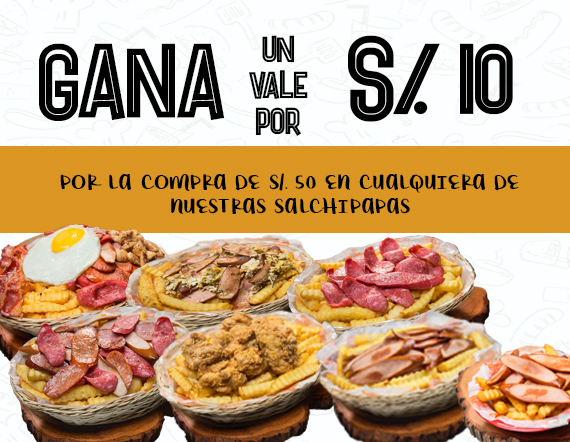 GANA
UN
VALE
POR
S/. 10
POR LA COMPRA DE S/. 50 EN CUALQUIERA DE
NUESTRAS SALCHIPAPAS